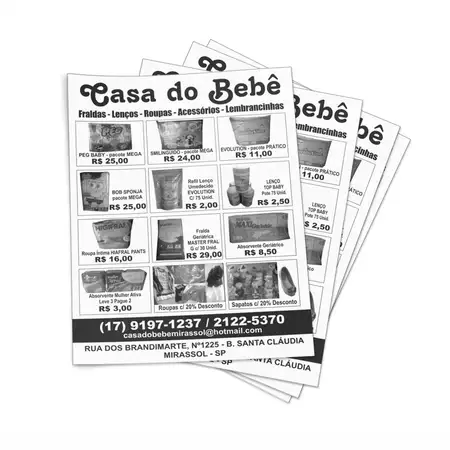 Casa do Bebê
Fraldas - Lenços - Roupas - Acessórios - Lembrancinhas
PEG BABY - pacote MEGA
R$ 25,00
SMILINGUIDO - pacote MEGA
R$ 24,00
EVOLUTION - pacote PRÁTICO
R$ 11,00
BOB SPONJA
pacote MEGA
R$ 25,00
Refil Lenço
Umedecido
EVOLUTION
C/ 75 Unid.
R$ 2,00
LENÇO
TOP BABY
Pote 75 Unid.
R$ 2,50
Roupa Íntima HIAFRAL PANTS
R$ 16,00
Fralda
Geriátrica
MASTER FRAL
G c/ 30 Unid.
R$ 29,00
Absorvente Geriátrico
R$ 8,50
Absorvente Mulher Ativa
Leve 3 Pague 2
R$ 3,00
Roupas c/ 20% Desconto
Sapatos c/ 20% Desconto
(17) 9197-1237 / 2122-5370
casadobebemirassol@hotmail.com
RUA DOS BRANDIMARTE, Nº1225 - B. SANTA CLÁUDIA
MIRASSOL - SP